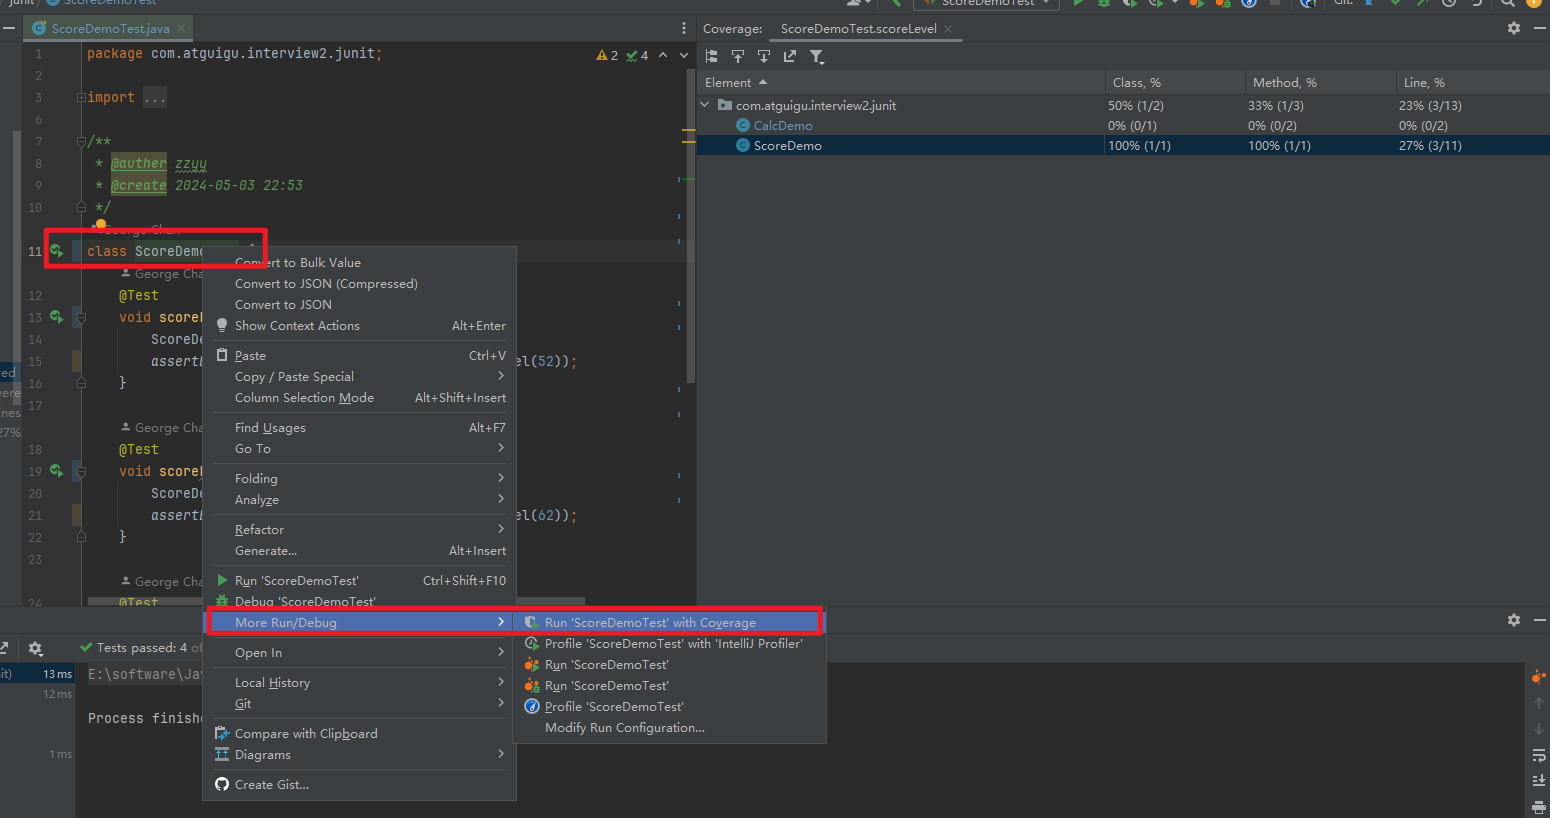 junit
ScoreDemoTest
ScoreDemoTest
Git:
ScoreDemoTest.java
Coverage:
ScoreDemoTest.scoreLevel
1 package com.atguigu.interview2.junit;
2 4
2
3 import ...
6
7 /**
8 * @auther zzyy
9 * @create 2024-05-03 22:53
10 */
George Chan
11 class ScoreDemo
George Cha
12 @Test
13 void score
14 ScoreDe
15 assert el(52));
16 }
17
George Cha
18 @Test
19 void score
20 ScoreDe
21 assert el(62));
22 }
23
George Cha
24 @Test
Element Class, % Method, % Line, %
com.atguigu.interview2.junit 50% (1/2) 33% (1/3) 23% (3/13)
CalcDemo 0% (0/1) 0% (0/2) 0% (0/2)
ScoreDemo 100% (1/1) 100% (1/1) 27% (3/11)
Convert to Bulk Value
Convert to JSON (Compressed)
Convert to JSON
Show Context Actions Alt+Enter
Paste Ctrl+V
Copy / Paste Special
Column Selection Mode Alt+Shift+Insert
Find Usages Alt+F7
Go To
Folding
Analyze
Refactor
Generate... Alt+Insert
Run 'ScoreDemoTest' Ctrl+Shift+F10
Debug 'ScoreDemoTest'
More Run/Debug
Open In
Local History
Git
Compare with Clipboard
Diagrams
Create Gist...
Run 'ScoreDemoTest' with Coverage
Profile 'ScoreDemoTest' with 'IntelliJ Profiler'
Run 'ScoreDemoTest'
Run 'ScoreDemoTest'
Profile 'ScoreDemoTest'
Modify Run Configuration...
red
vere
nes
27%
Tests passed: 4 of
it) 13 ms
12 ms
1 ms
E:\software\Jav
Process finishe